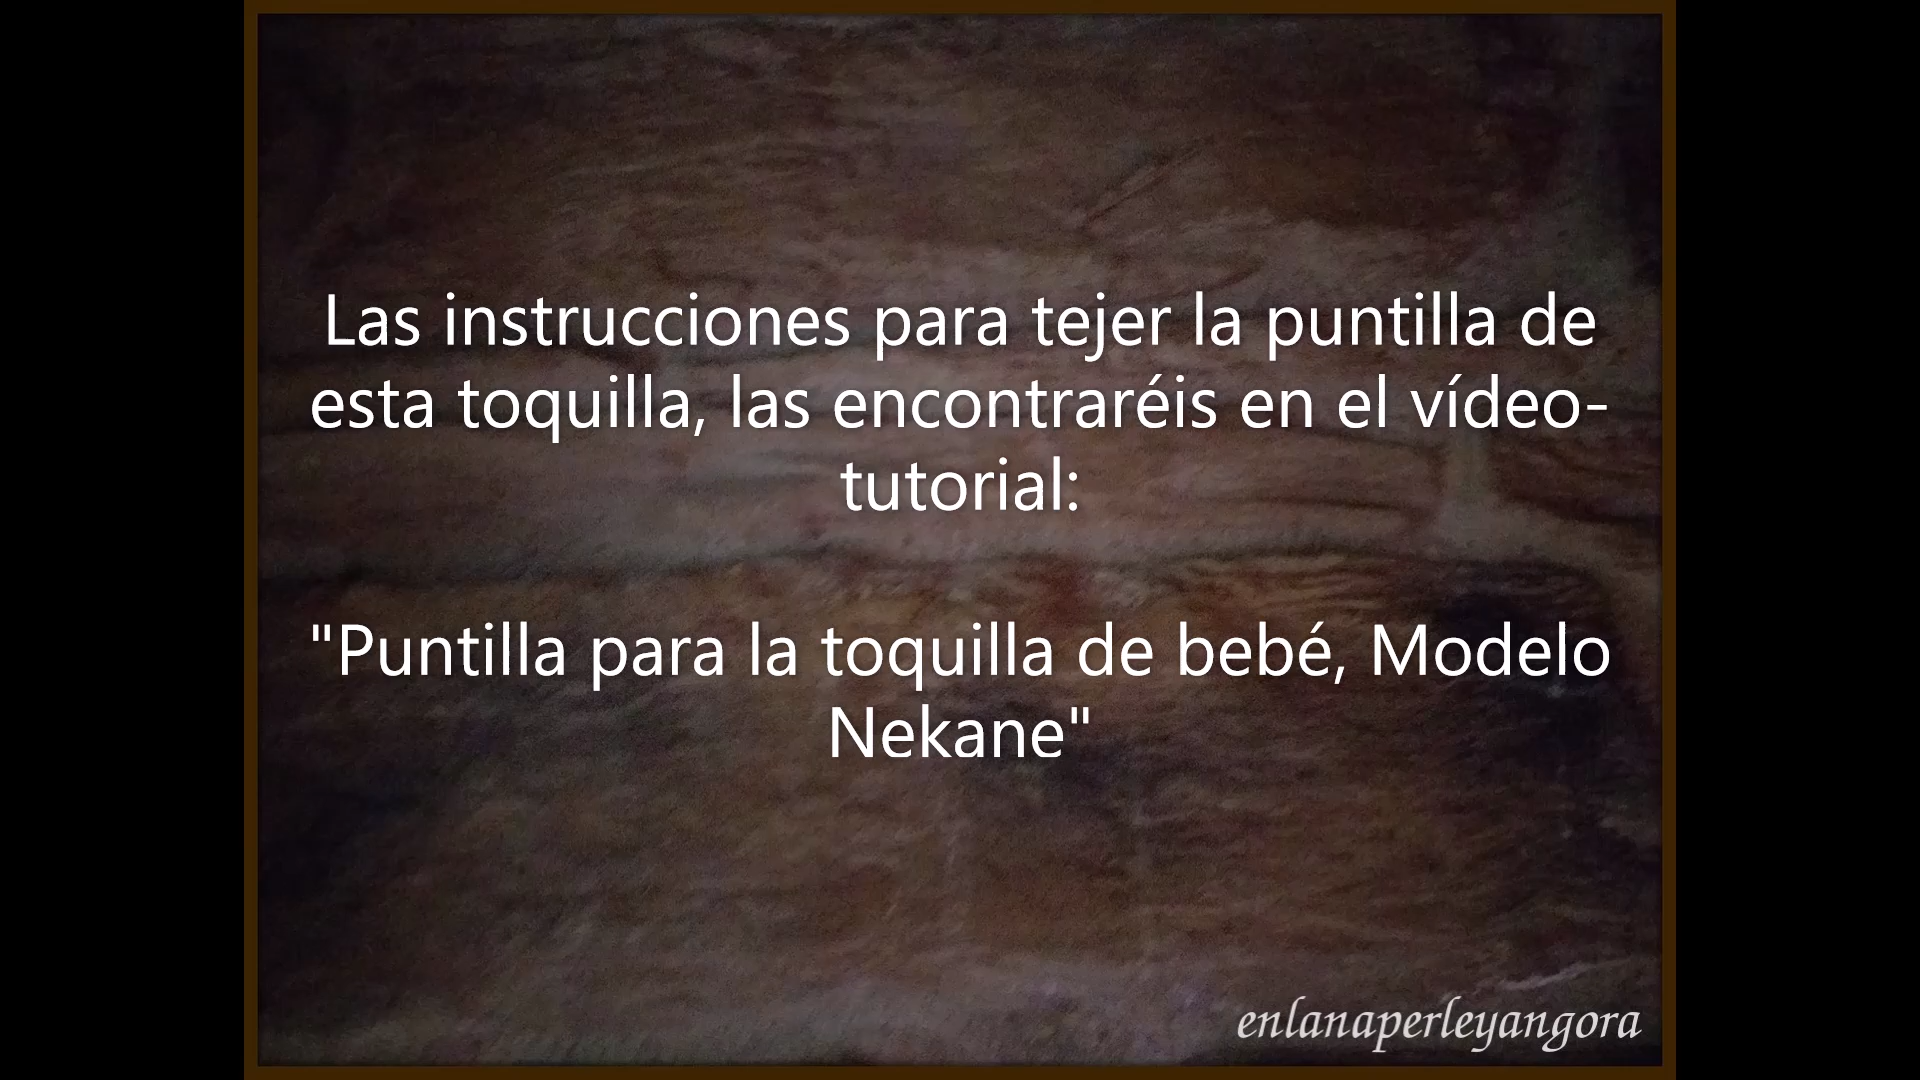 Las instrucciones para tejer la puntilla de
esta toquilla, las encontraréis en el vídeo-
tutorial:
"Puntilla para la toquilla de bebé, Modelo
Nekane"
enlanaperleyangora